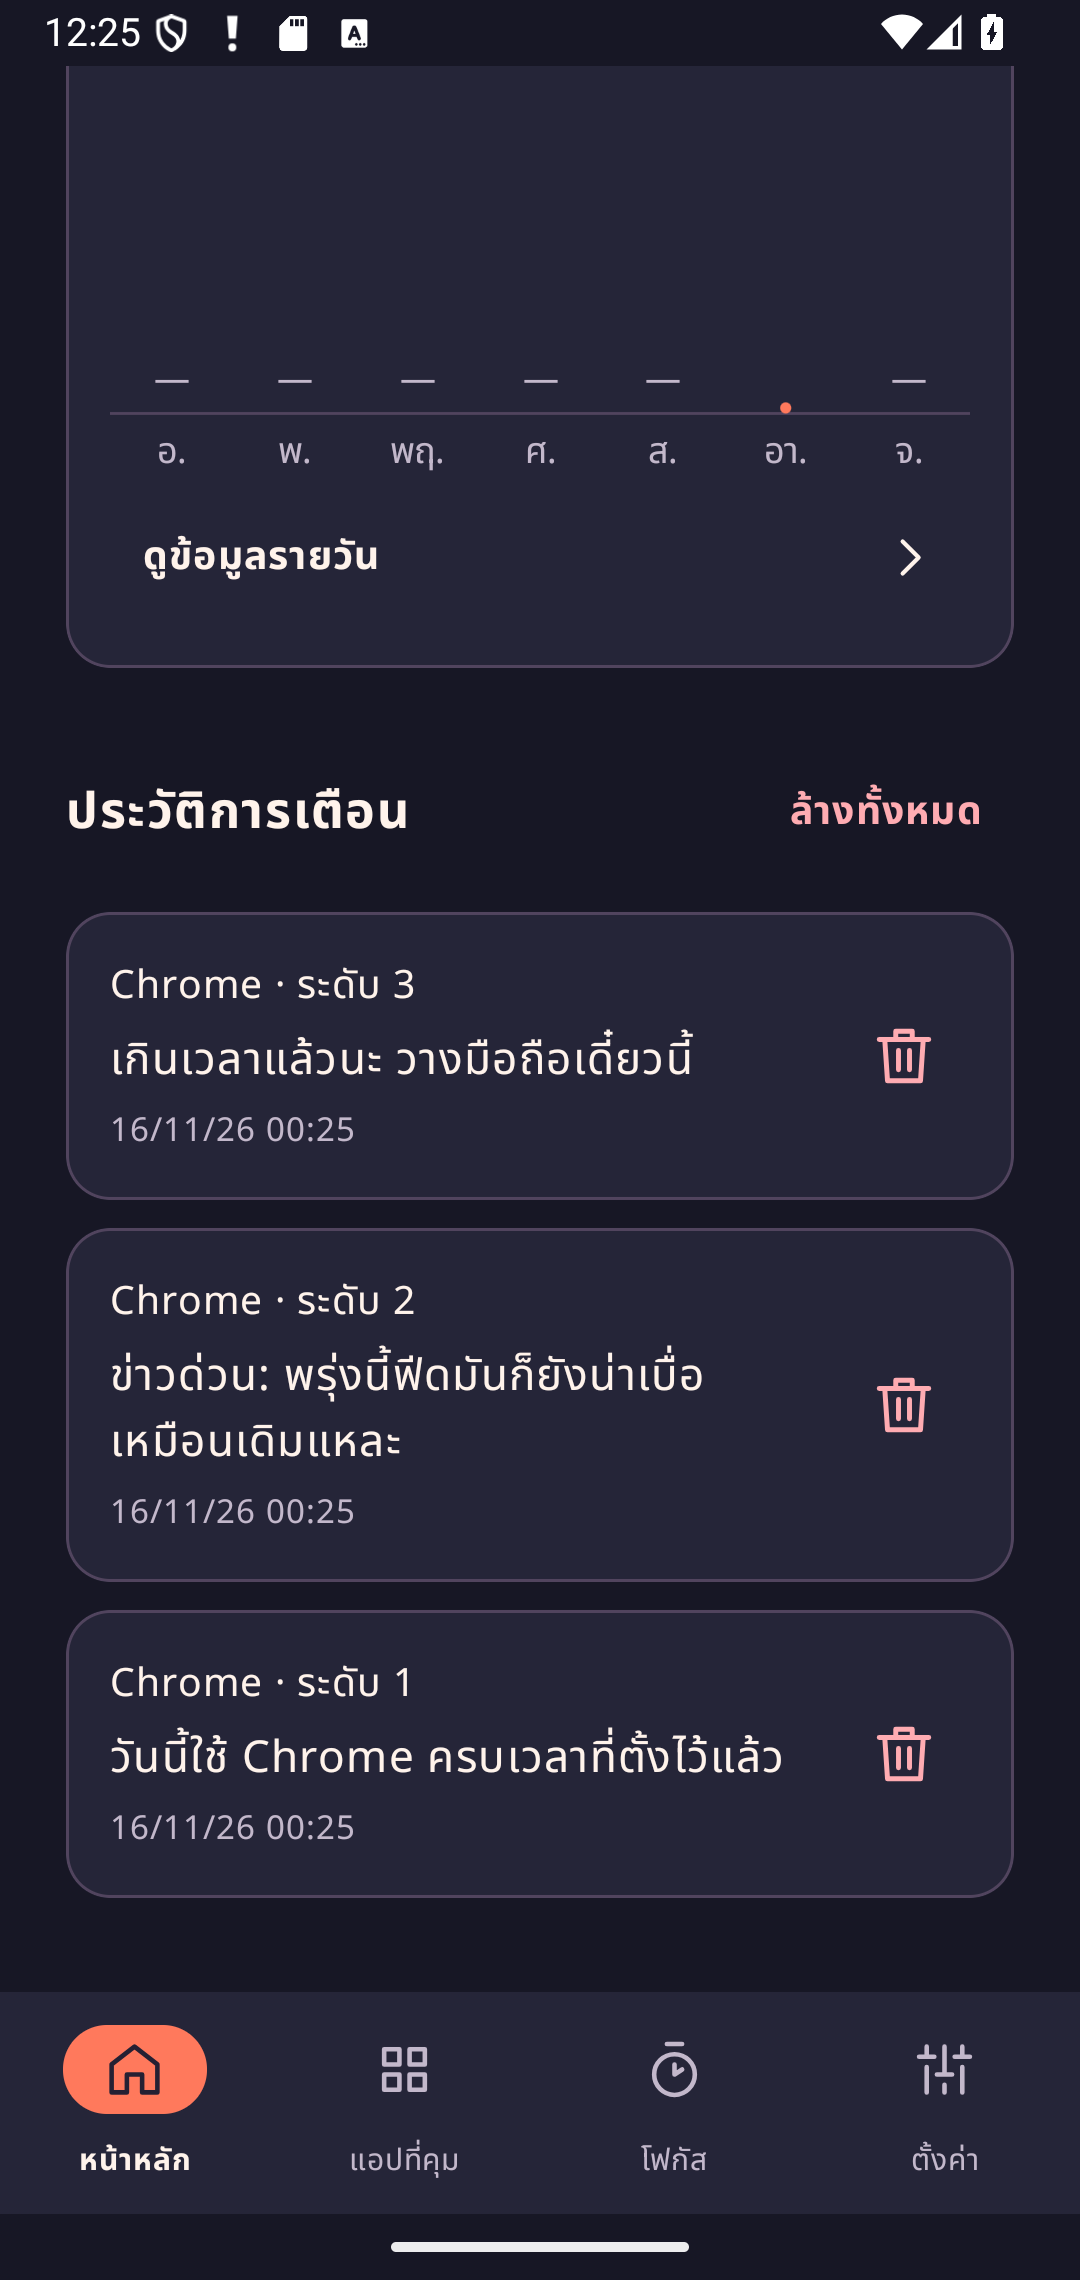 12:25
อ. พ. พฤ. ศ. ส. อา. จ.
ดูข้อมูลรายวัน
ประวัติการเตือน
ล้างทั้งหมด
Chrome · ระดับ 3
เกินเวลาแล้วนะ วางมือถือเดี๋ยวนี้
16/11/26 00:25
Chrome · ระดับ 2
ข่าวด่วน: พรุ่งนี้ฟีดมันก็ยังน่าเบื่อ
เหมือนเดิมแหละ
16/11/26 00:25
Chrome · ระดับ 1
วันนี้ใช้ Chrome ครบเวลาที่ตั้งไว้แล้ว
16/11/26 00:25
หน้าหลัก แอปที่คุม โฟกัส ตั้งค่า